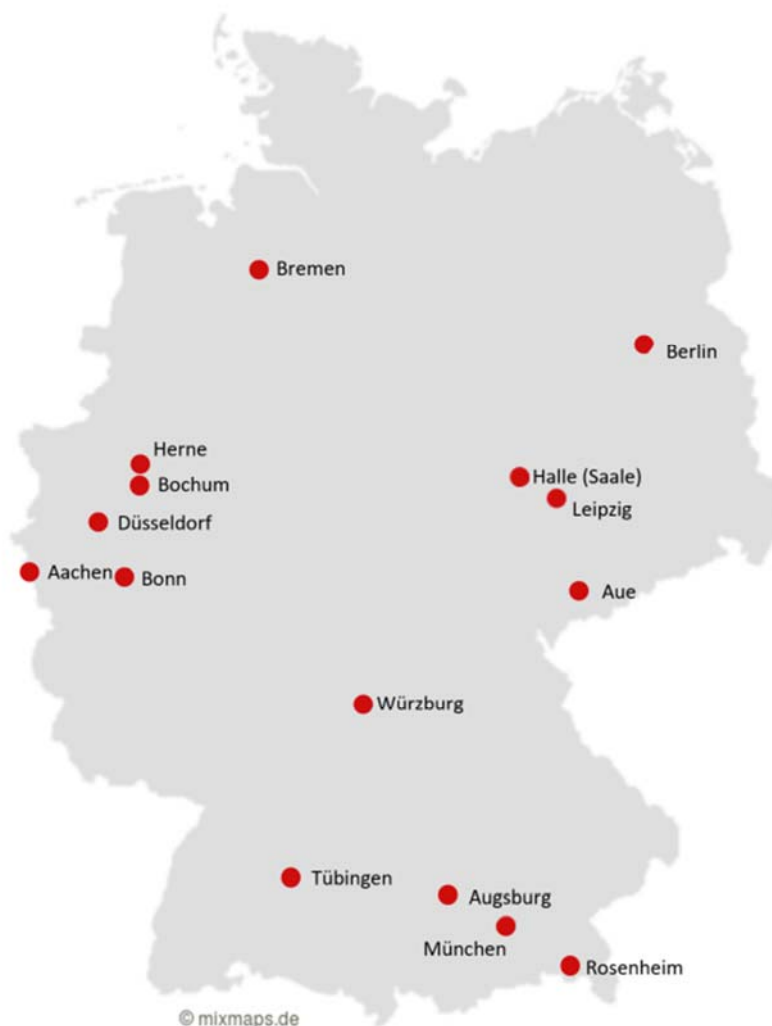 Bremen
Berlin
Herne
Halle (Saale)
Bochum
Leipzig
Düsseldorf
Aachen
Bonn
Aue
Würzburg
Tübingen
Augsburg
München
Rosenheim
© mixmaps.de